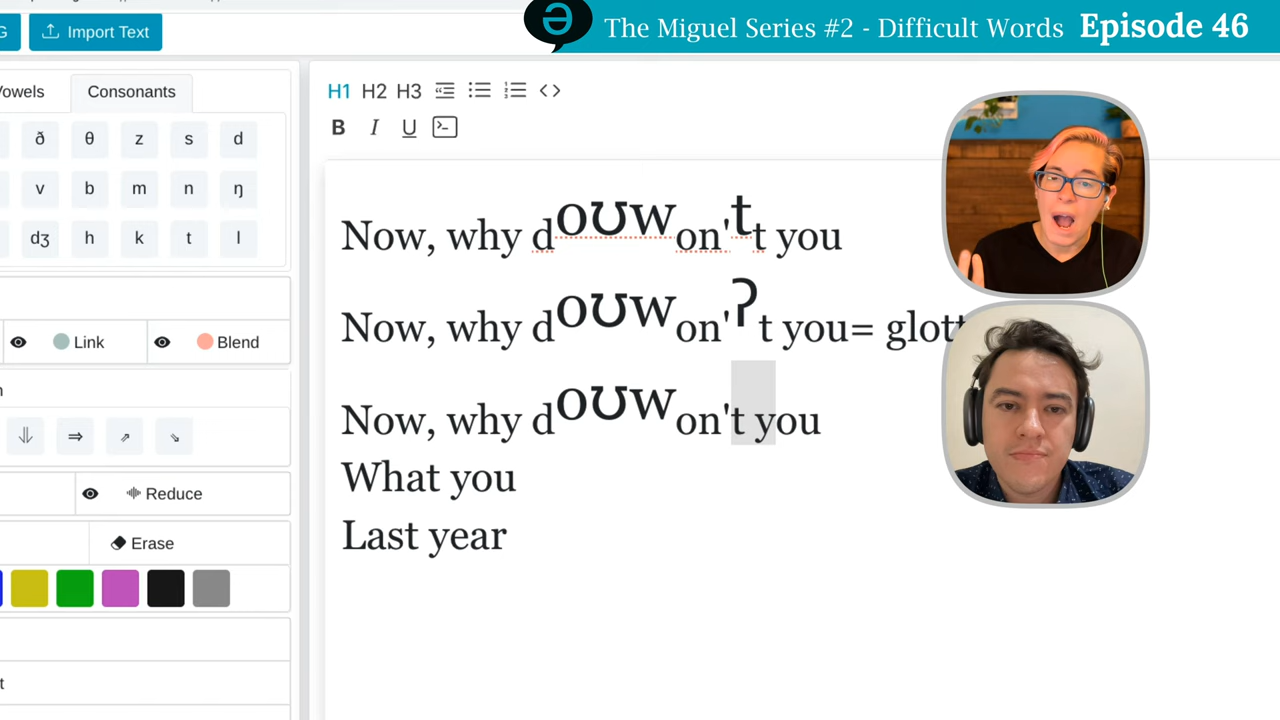 The Miguel Series #2 - Difficult Words Episode 46
ə
G Import Text
Vowels Consonants
H1 H2 H3
B I U
ð θ z s d
v b m n ŋ
dʒ h k t l
Link Blend
⇓ ⇒ ⇗ ⇘
Reduce
Erase
Now, why doʊwon'tt you
Now, why doʊwon'ʔt you= glott
Now, why doʊwon't you
What you
Last year